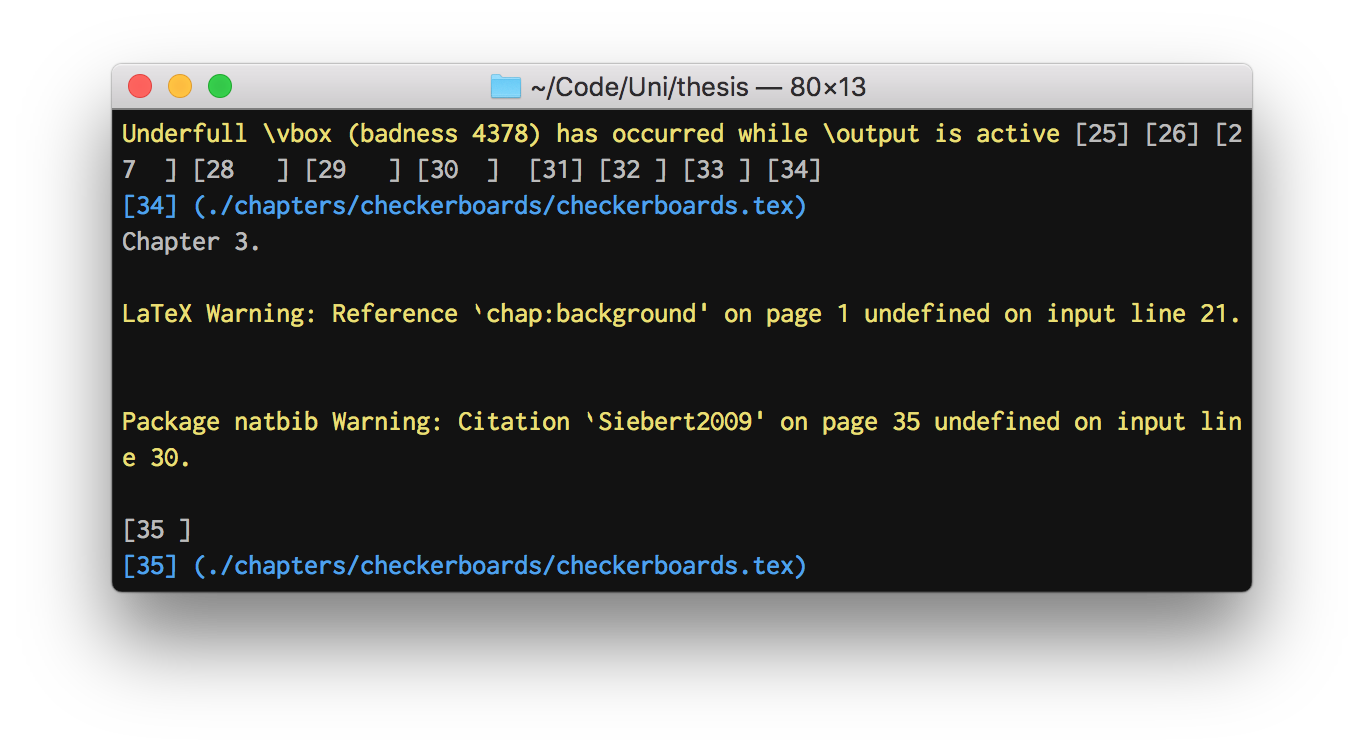 ~/Code/Uni/thesis — 80×13
Underfull \vbox (badness 4378) has occurred while \output is active [25] [26] [2
7  ] [28   ] [29   ] [30  ]  [31] [32 ] [33 ] [34]
[34] (./chapters/checkerboards/checkerboards.tex)
Chapter 3.
LaTeX Warning: Reference `chap:background' on page 1 undefined on input line 21.
Package natbib Warning: Citation `Siebert2009' on page 35 undefined on input lin
e 30.
[35 ]
[35] (./chapters/checkerboards/checkerboards.tex)